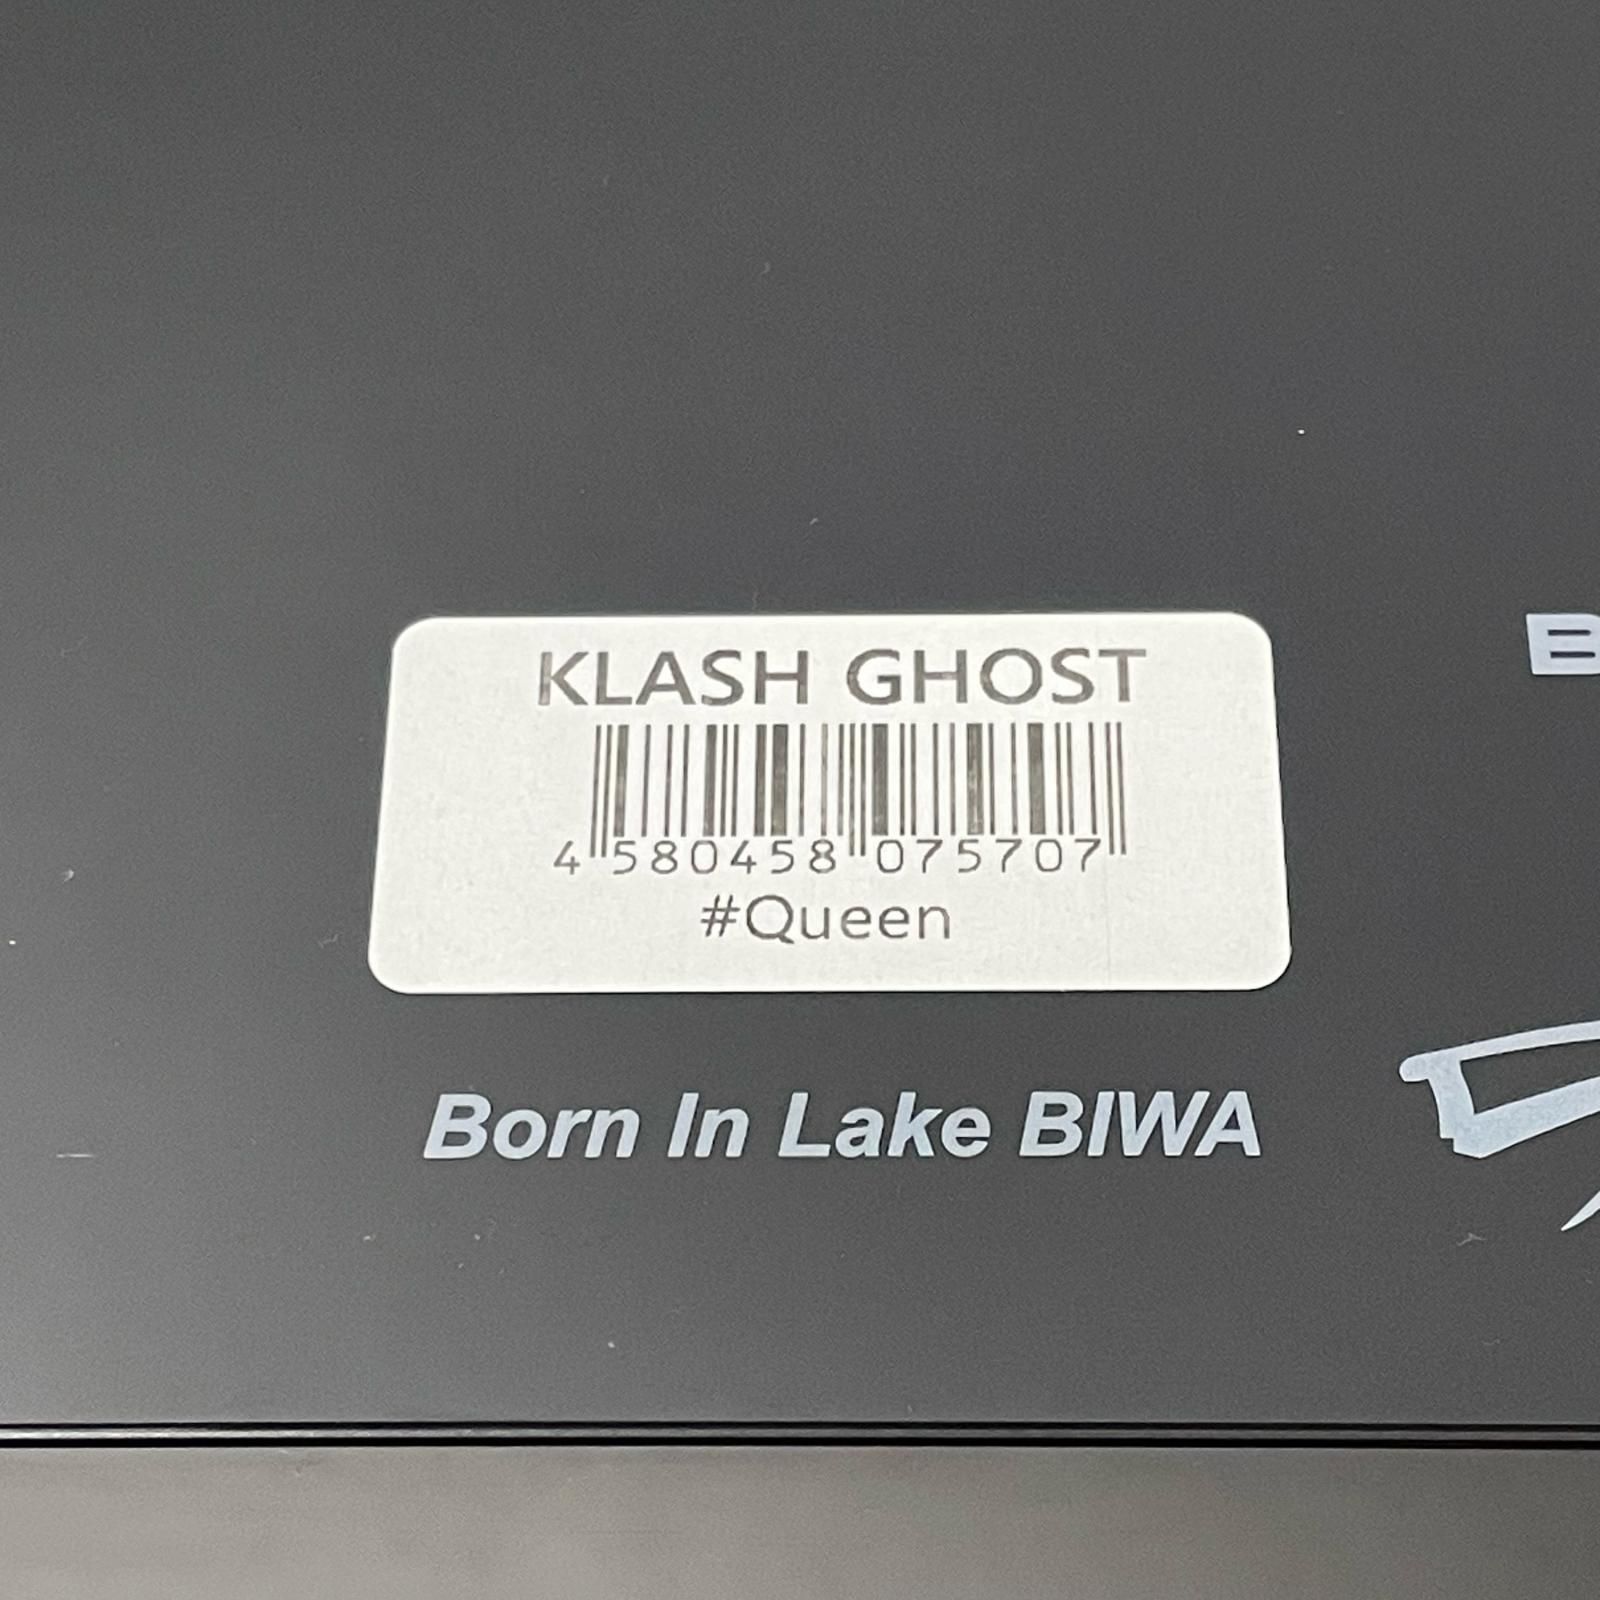 KLASH GHOST
4 580458 075707
#Queen
Born In Lake BIWA